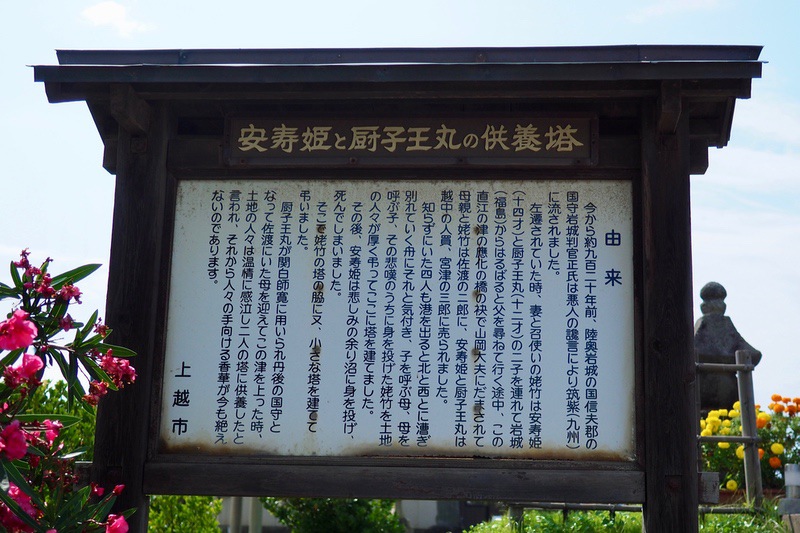 安寿姫と厨子王丸の供養塔
由来
今から約九百二十年前、陸奥岩城の国信夫郡の
国守岩城判官正氏は悪人の讒言により筑紫(九州)
に流されました。
左遷されていた時、妻と召使いの姥竹は安寿姫
(十四才)と厨子王丸(十二才)の二子を連れて岩城
(福島)からはるばると父を尋ねて行く途中、この
直江の津の應化の橋の袂で山岡大夫にだまされて
母親と姥竹は佐渡の二郎に、安寿姫と厨子王丸は
越中の人買、宮津の三郎に売られました。
知らずにいた四人も港を出ると北と西とに漕ぎ
別れていく舟にそれと気付き、子を呼ぶ母、母を
呼ぶ子、その悲嘆のうちに身を投げた姥竹を土地
の人々が厚く弔ってここに塔を建てました。
その後、安寿姫は悲しみの余り沼に身を投げ、
死んでしまいました。
そこで姥竹の塔の脇に又、小さな塔を建てて
弔いました。
厨子王丸が関白師寛に用いられ丹後の国守と
なって佐渡にいた母を迎えてこの津を上った時、
土地の人々は温情に感泣し二人の塔に供養したと
言われ、それから人々の手向ける香華が今も絶え
ないのであります。
上越市